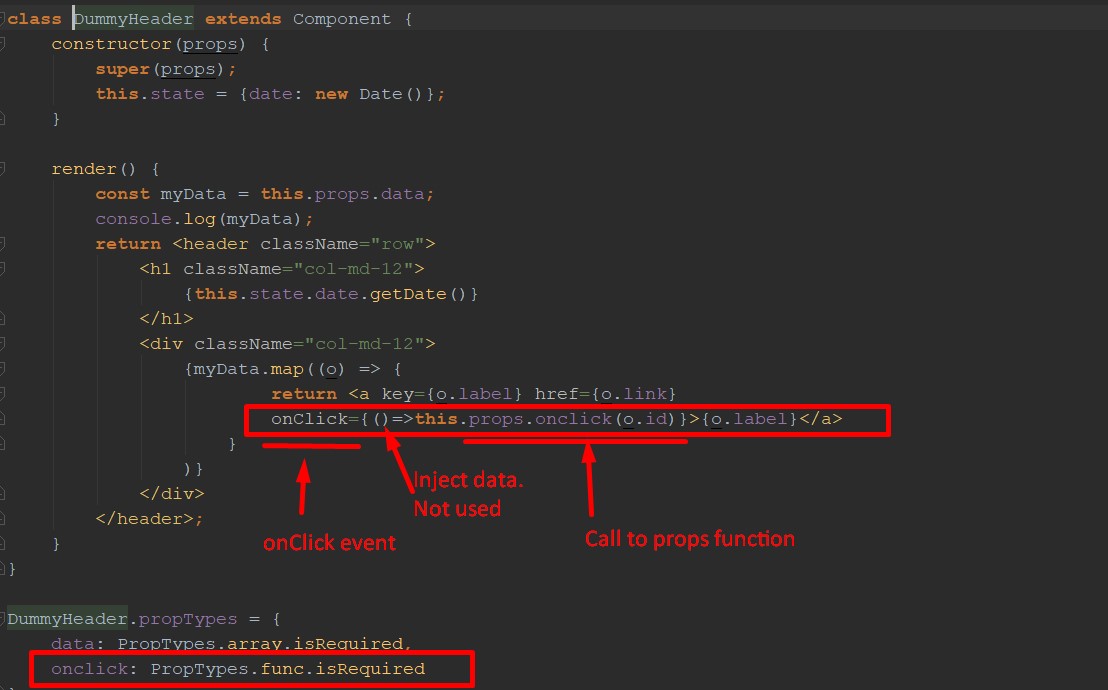 class DummyHeader extends Component {
constructor(props) {
super(props);
this.state = {date: new Date()};
}
render() {
const myData = this.props.data;
console.log(myData);
return <header className="row">
<h1 className="col-md-12">
{this.state.date.getDate()}
</h1>
<div className="col-md-12">
{myData.map((o) => {
return <a key={o.label} href={o.link}
onClick={()=>this.props.onclick(o.id)}>{o.label}</a>
}
)}
Inject data.
</div>
Not used
</header>;
onClick event
Call to props function
}
}
DummyHeader.propTypes = {
data: PropTypes.array.isRequired,
onclick: PropTypes.func.isRequired